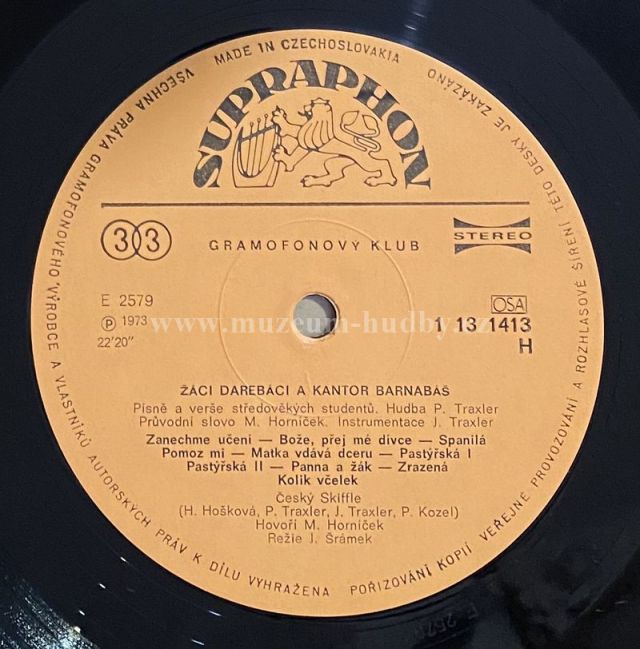 MADE IN CZECHOSLOVAKIA
VŠECHNA PRÁVA GRAMOFONOVÉHO VÝROBCE A VLASTNÍKŮ AUTORSKÝCH PRÁV K DÍLU VYHRAŽENA POŘIZOVÁNÍ KOPIÍ VEŘEJNÉ PROVOZOVÁNÍ A ROZHLASOVÉ ŠÍŘENÍ TÉTO DESKY JE ZAKÁZÁNO
SUPRAPHON
33
GRAMOFONOVÝ KLUB
STEREO
E 2579
Ⓟ 1973
22'20"
www.muzeum-hudby.cz
OSA
1 13 1413
H
ŽÁCI DAREBÁCI A KANTOR BARNABÁŠ
Písně a verše středověkých studentů. Hudba P. Traxler
Průvodní slovo M. Horníček. Instrumentace J. Traxler
Zanechme učení — Bože, přej mé dívce — Spanilá
Pomoz mi — Matka vdává dceru — Pastýřská I
Pastýřská II — Panna a žák — Zrazená
Kolik včelek
Český Skiffle
(H. Hošková, P. Traxler, J. Traxler, P. Kozel)
Hovoří M. Horníček
Režie J. Šrámek